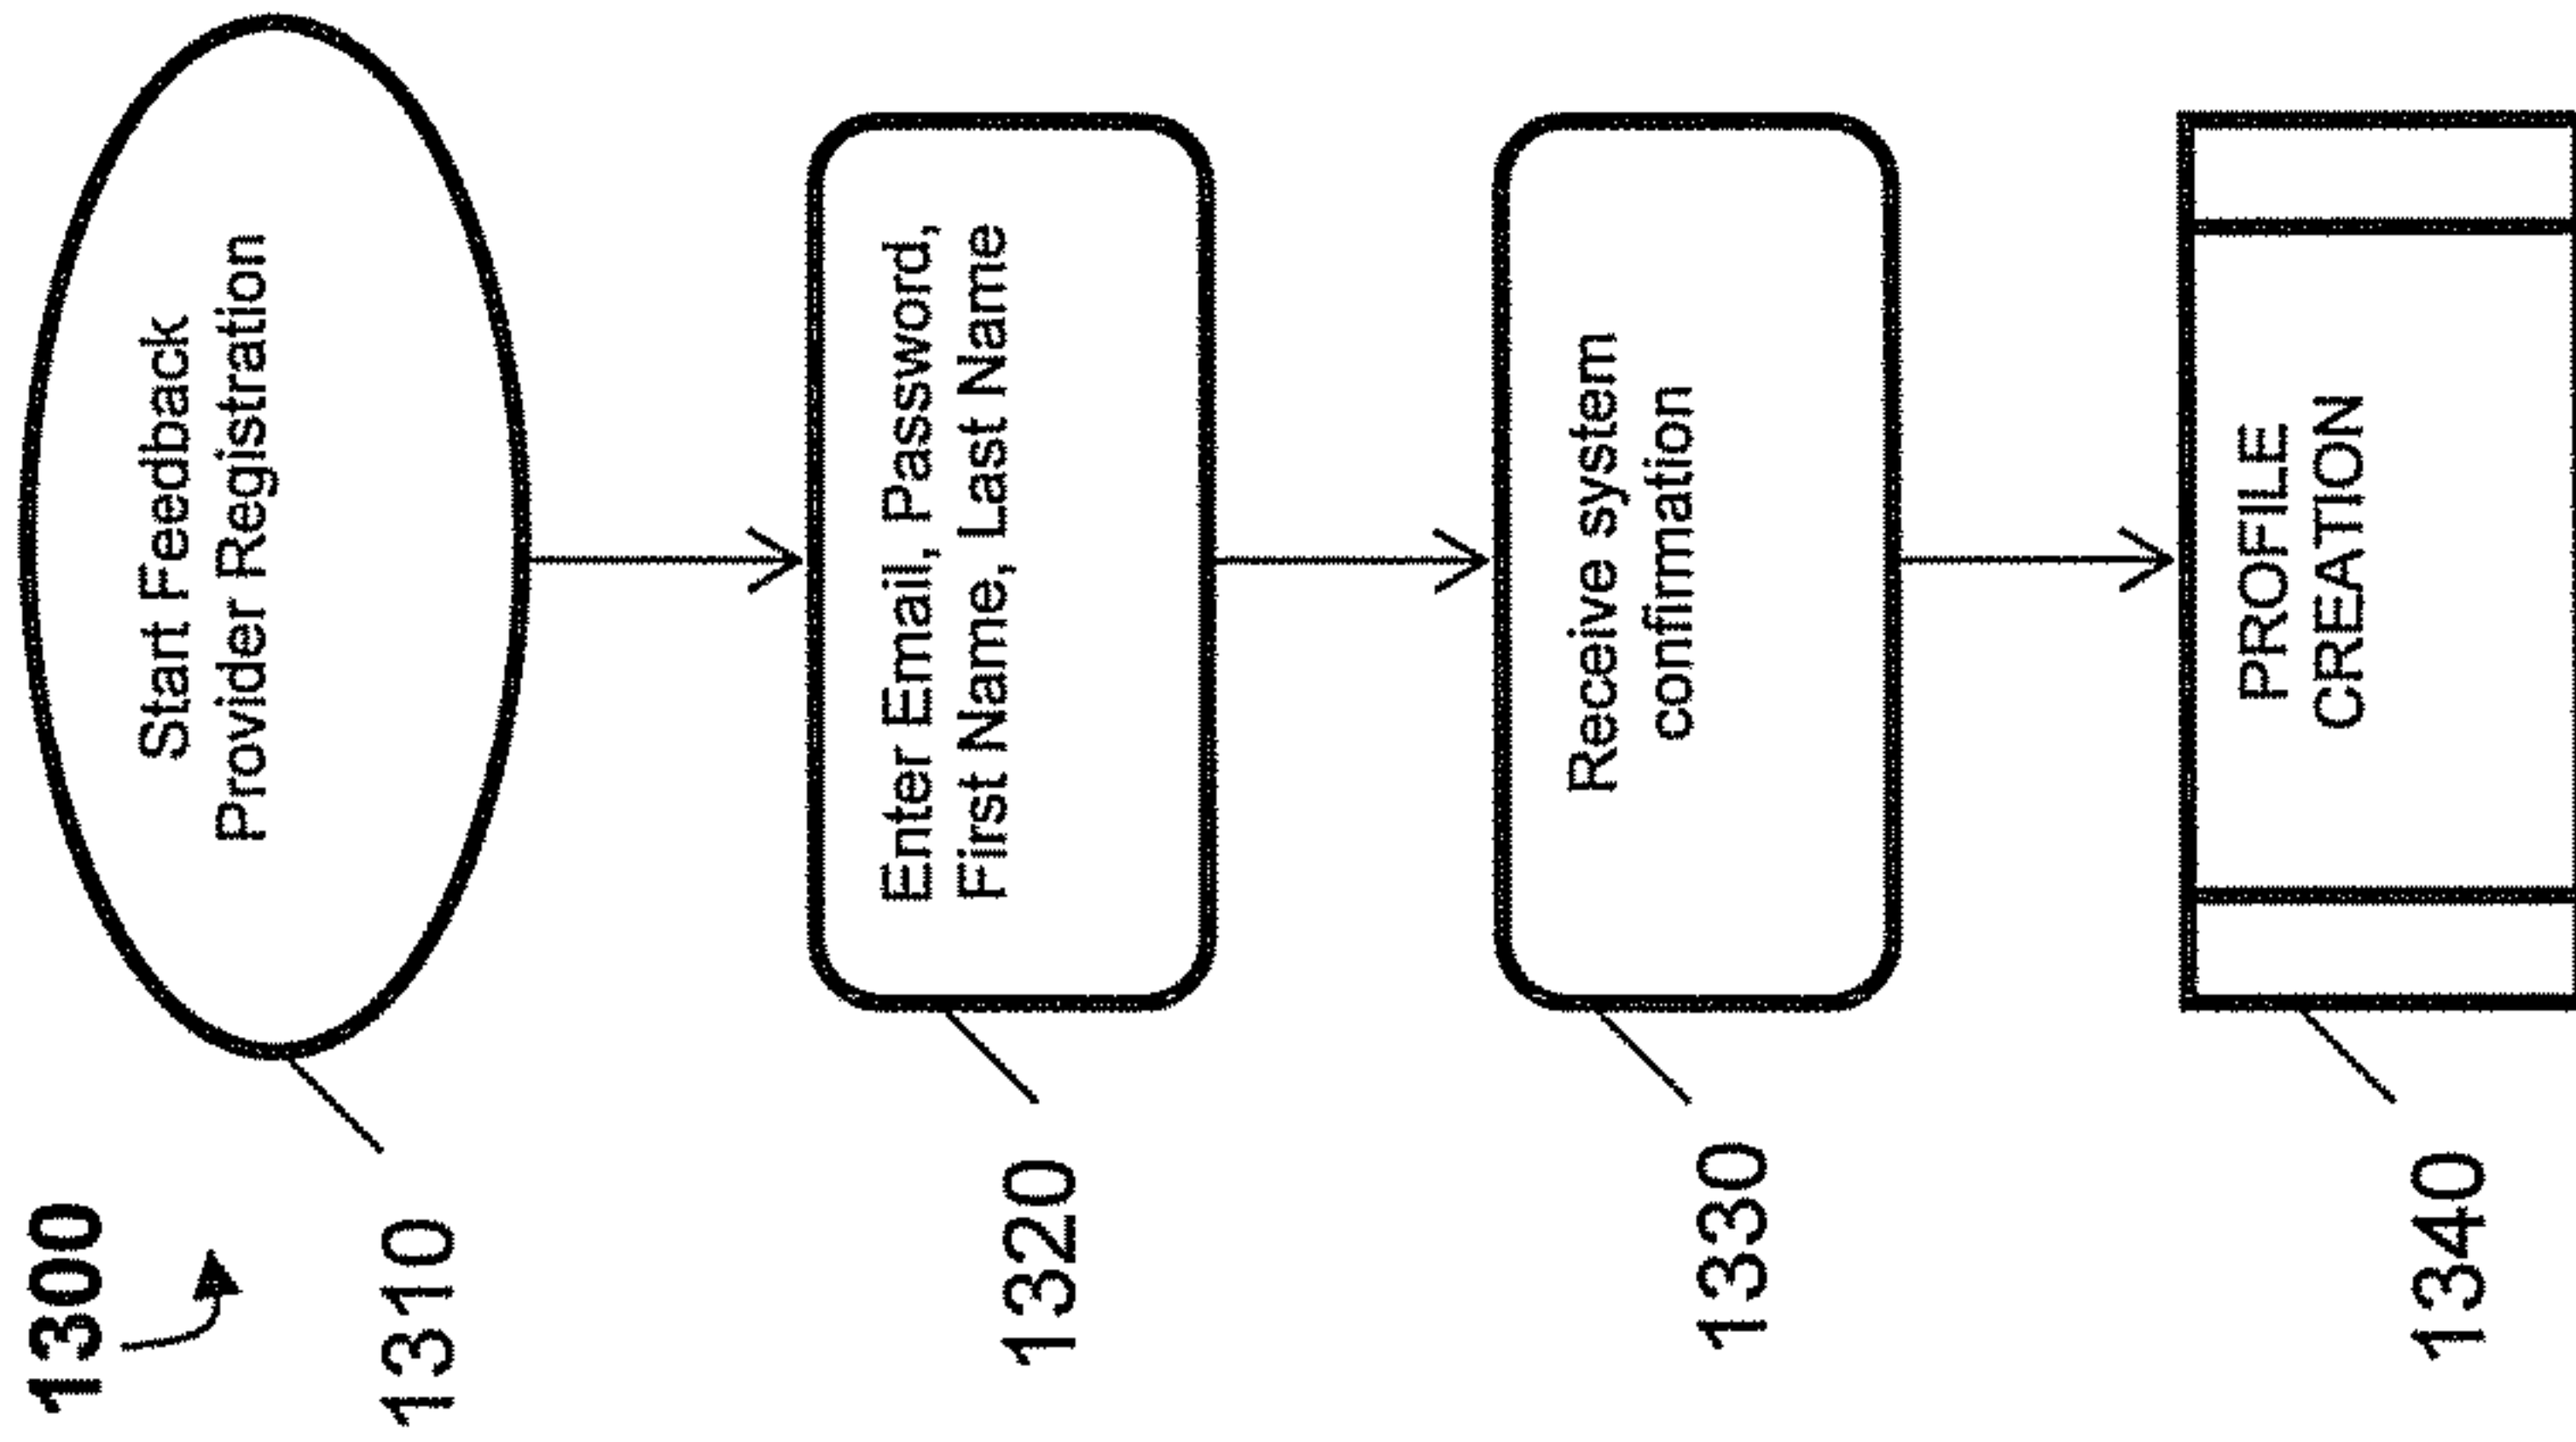 1300
1310
Start Feedback
Provider Registration
1320
Enter Email, Password,
First Name, Last Name
1330
Receive system
confirmation
1340
PROFILE
CREATION